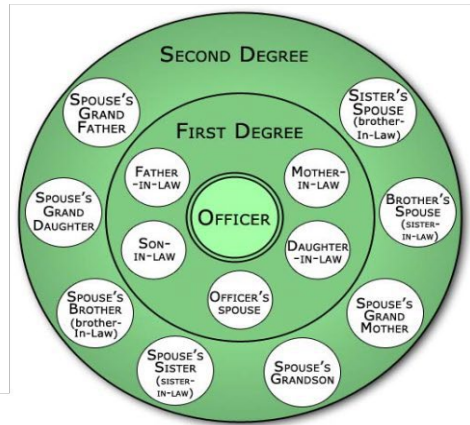 SECOND DEGREE
SPOUSE'S
GRAND
FATHER
SISTER'S
SPOUSE
(brother-
In-Law)
FIRST DEGREE
FATHER
-IN-LAW
MOTHER-
IN-LAW
SPOUSE'S
GRAND
DAUGHTER
OFFICER
BROTHER'S
SPOUSE
(SISTER-
IN-LAW)
SON-
IN-LAW
DAUGHTER-
IN-LAW
SPOUSE'S
BROTHER
(brother-
In-Law)
OFFICER'S
SPOUSE
SPOUSE'S
GRAND
MOTHER
SPOUSE'S
SISTER
(SISTER-
IN-LAW)
SPOUSE'S
GRANDSON